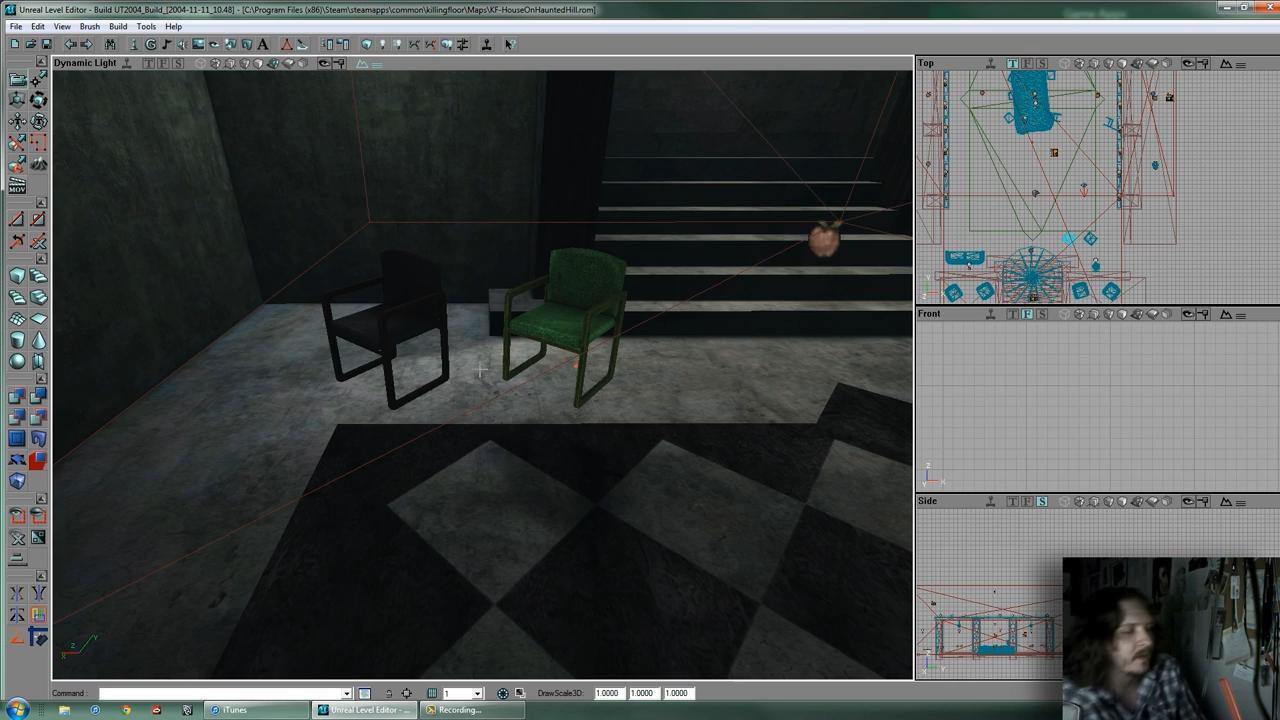 Unreal Level Editor - Build UT2004_Build_[2004-11-11_10.48] - [C:\Program Files (x86)\Steam\steamapps\common\killingfloor\Maps\KF-HouseOnHauntedHill.rom]
File Edit View Brush Build Tools Help
Dynamic Light T F S
Top T F S
MOV
Front T F S
Side T F S
Command : 1 DrawScale3D: 1.0000 1.0000 1.0000
iTunes Unreal Level Editor - ... Recording...